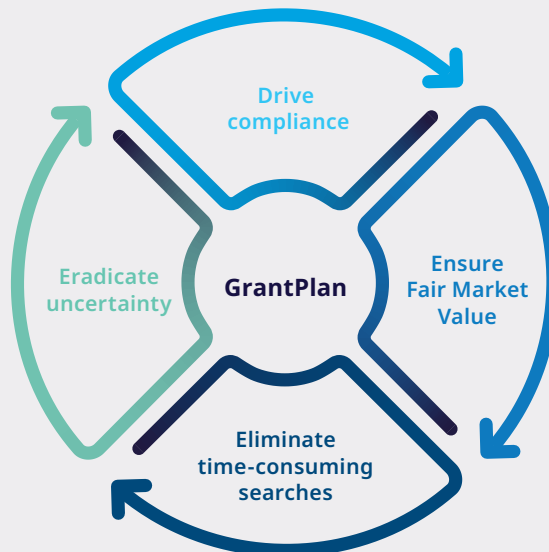 Drive
compliance
Ensure
Fair Market
Value
GrantPlan
Eradicate
uncertainty
Eliminate
time-consuming
searches